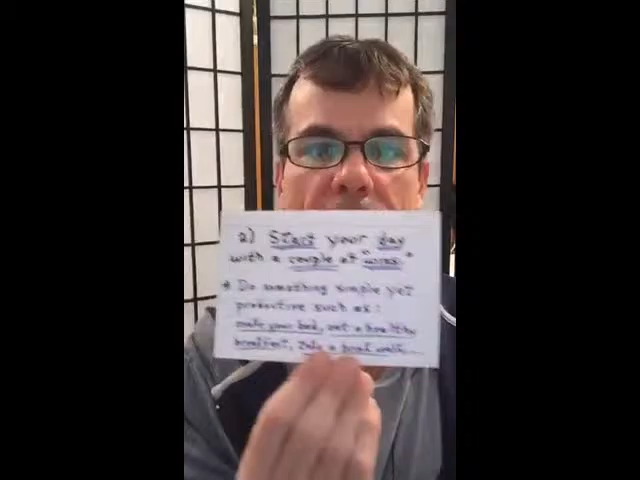 2) Start your day
with a couple of "wins"
* Do something simple yet
productive such as:
make your bed, eat a healthy
breakfast, take a brisk walk...